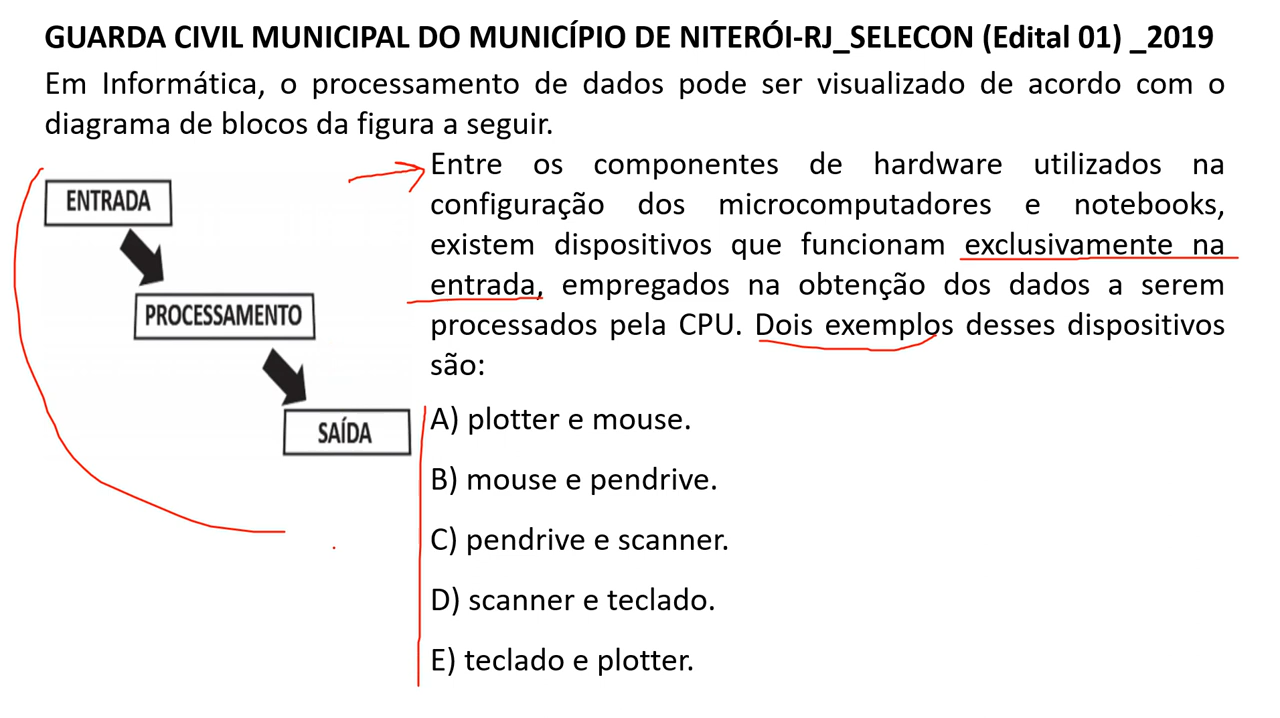 GUARDA CIVIL MUNICIPAL DO MUNICÍPIO DE NITERÓI-RJ_SELECON (Edital 01) _2019
Em Informática, o processamento de dados pode ser visualizado de acordo com o
diagrama de blocos da figura a seguir.
ENTRADA
PROCESSAMENTO
SAÍDA
Entre os componentes de hardware utilizados na
configuração dos microcomputadores e notebooks,
existem dispositivos que funcionam exclusivamente na
entrada, empregados na obtenção dos dados a serem
processados pela CPU. Dois exemplos desses dispositivos
são:
A) plotter e mouse.
B) mouse e pendrive.
C) pendrive e scanner.
D) scanner e teclado.
E) teclado e plotter.